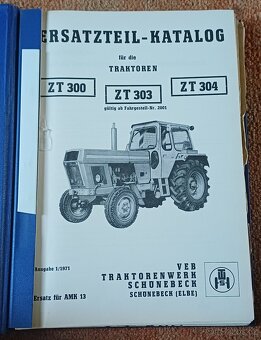 ERSATZTEIL-KATALOG
für die
TRAKTOREN
ZT 300
ZT 303
ZT 304
gültig ab Fahrgestell-Nr. 2001
Ausgabe 1/1971
Ersatz für AMK 13
VEB
TRAKTORENWERK
SCHÖNEBECK
SCHÖNEBECK (ELBE)